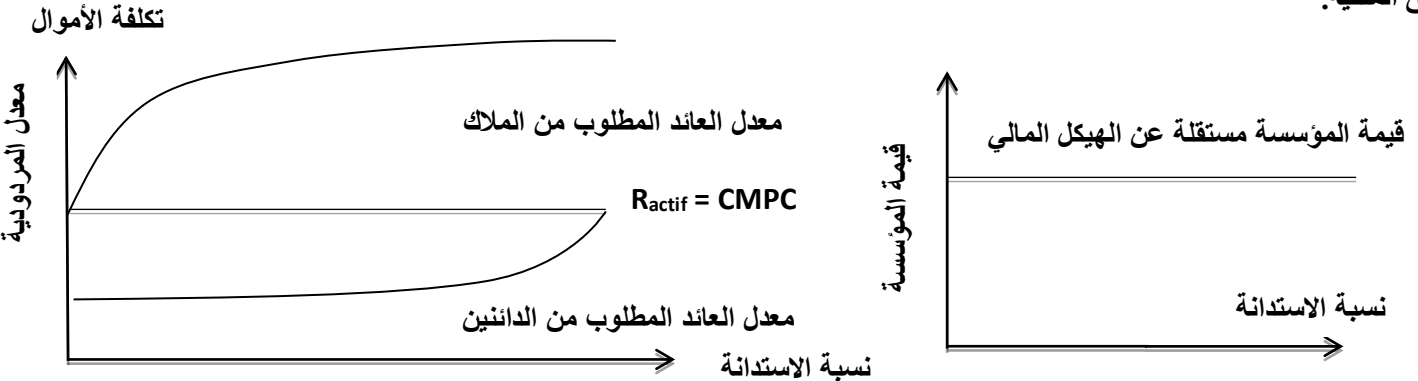 تكلفة الأموال
معدل المردودية
معدل العائد المطلوب من الملاك
R_actif = CMPC
معدل العائد المطلوب من الدائنين
نسبة الاستدانة
قيمة المؤسسة
قيمة المؤسسة مستقلة عن الهيكل المالي
نسبة الاستدانة